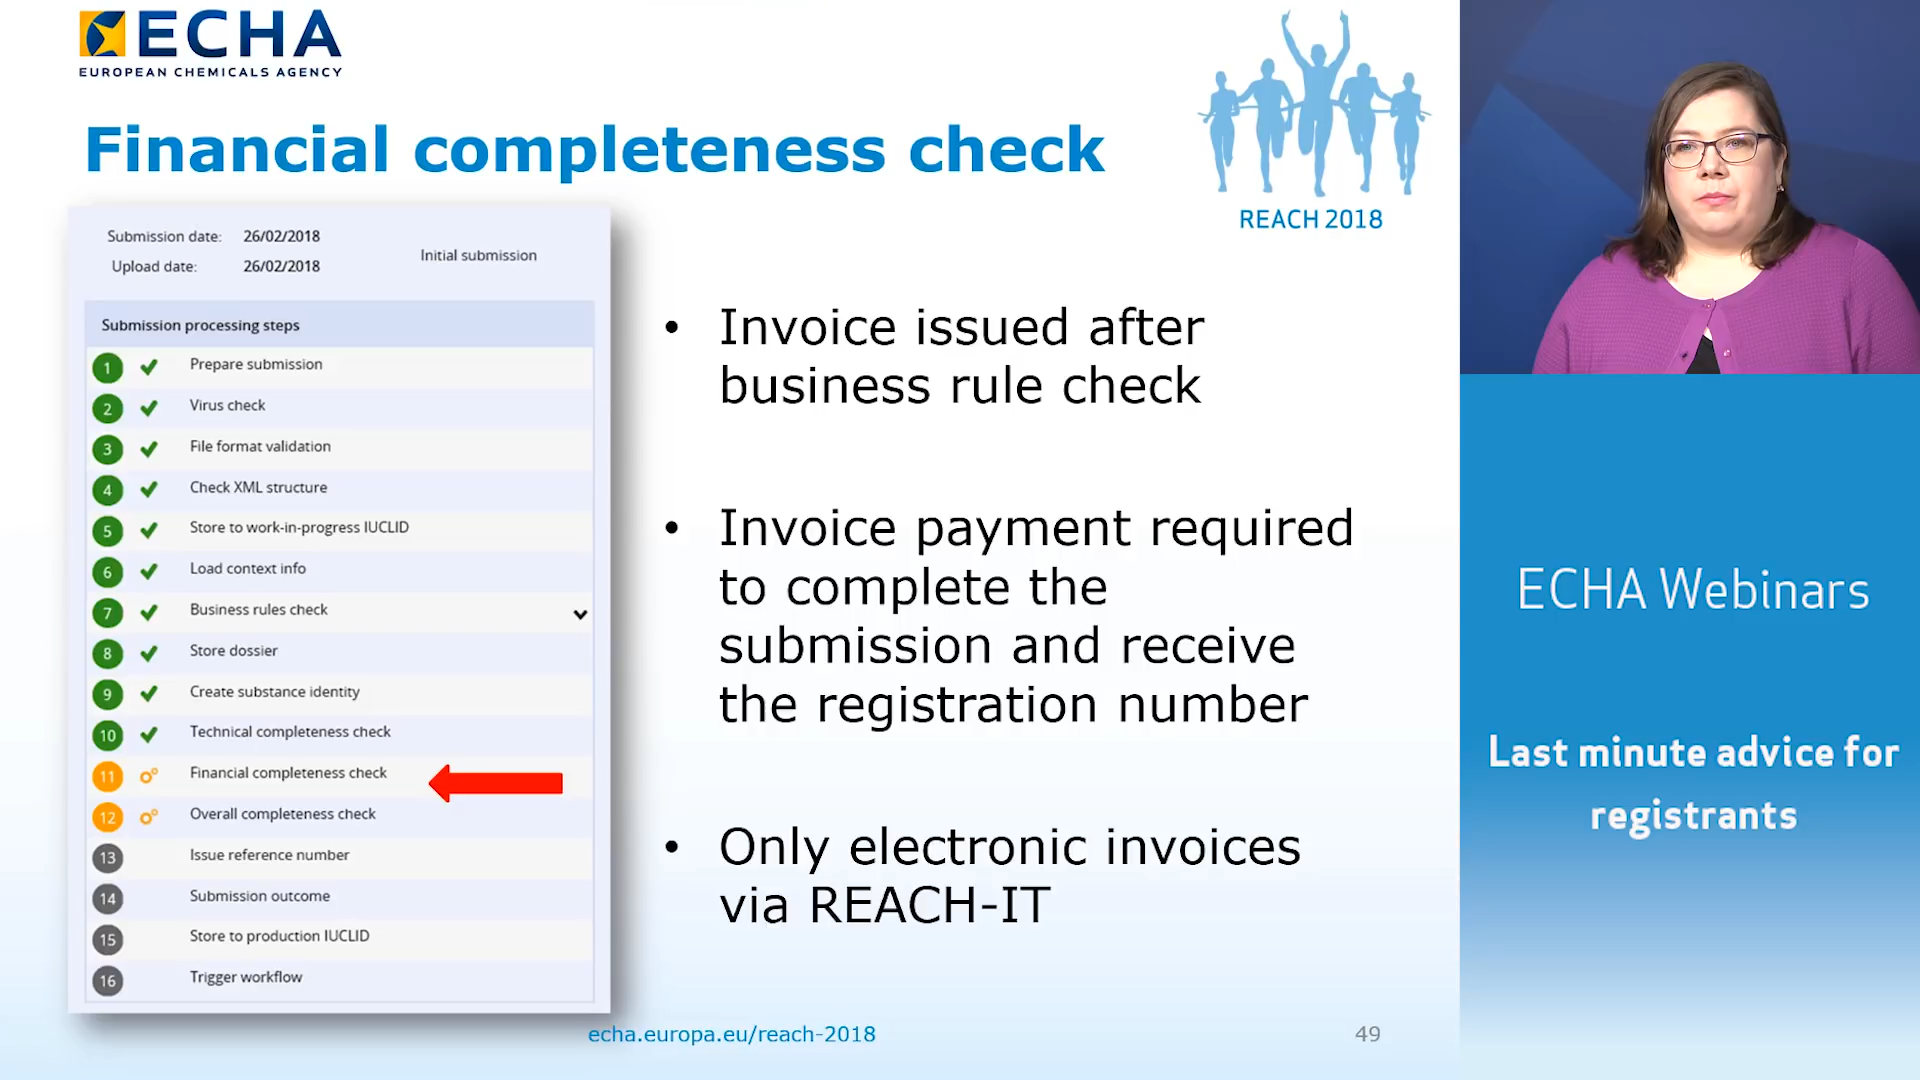 ECHA
EUROPEAN CHEMICALS AGENCY
Financial completeness check
REACH 2018
Submission date: 26/02/2018
Upload date: 26/02/2018
Initial submission
Submission processing steps
1 Prepare submission
2 Virus check
3 File format validation
4 Check XML structure
5 Store to work-in-progress IUCLID
6 Load context info
7 Business rules check
8 Store dossier
9 Create substance identity
10 Technical completeness check
11 Financial completeness check
12 Overall completeness check
13 Issue reference number
14 Submission outcome
15 Store to production IUCLID
16 Trigger workflow
• Invoice issued after
business rule check
• Invoice payment required
to complete the
submission and receive
the registration number
• Only electronic invoices
via REACH-IT
echa.europa.eu/reach-2018
49
ECHA Webinars
Last minute advice for
registrants